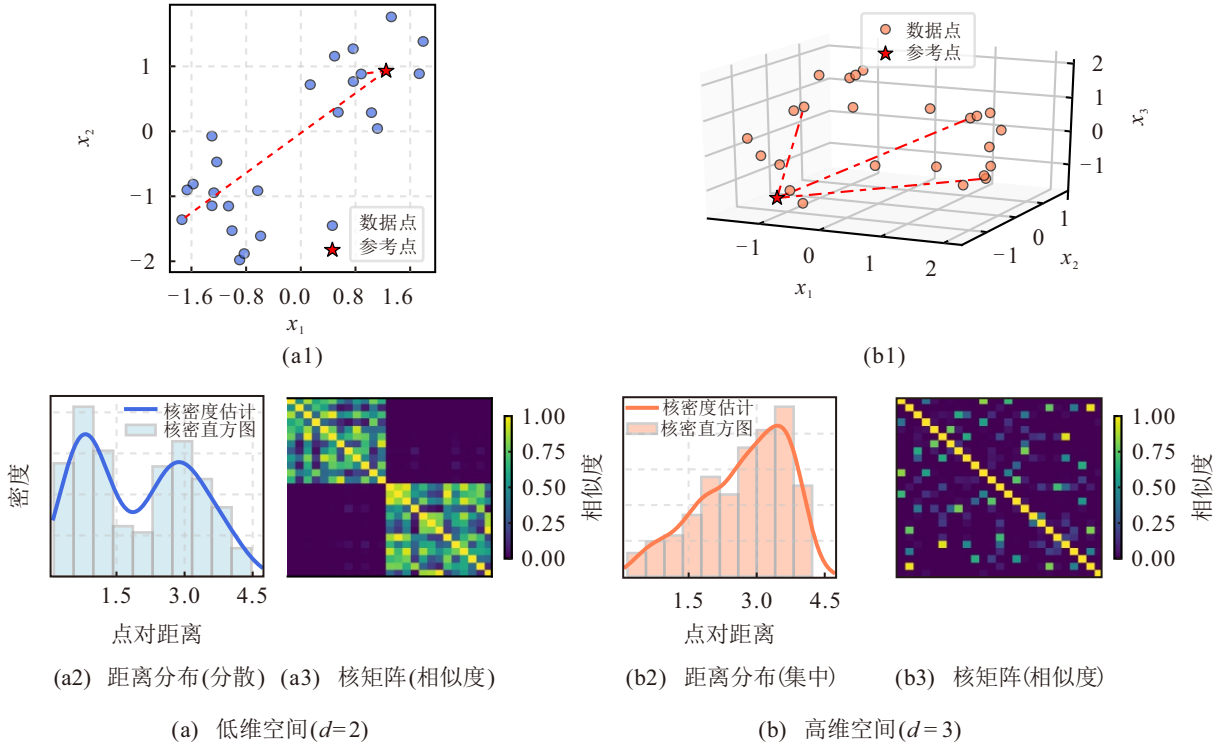 1
0
−1
−2
x₂
−1.6 −0.8 0.0 0.8 1.6
x₁
数据点
参考点
(a1)
数据点
参考点
2
1
0
−1
x₃
−1 0 1 2
x₁
−1 0 1
x₂
(b1)
密度
核密度估计
核密直方图
1.5 3.0 4.5
点对距离
1.00
0.75
0.50
0.25
0.00
相似度
核密度估计
核密直方图
1.5 3.0 4.5
点对距离
1.00
0.75
0.50
0.25
0.00
相似度
(a2) 距离分布(分散) (a3) 核矩阵(相似度)
(b2) 距离分布(集中) (b3) 核矩阵(相似度)
(a) 低维空间(d=2)
(b) 高维空间(d=3)